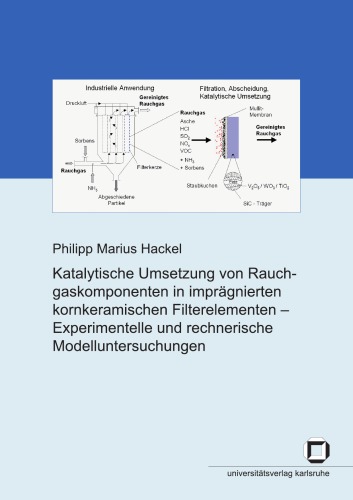 Industrielle Anwendung
Druckluft
Gereinigtes
Rauchgas
Sorbens
Rauchgas
NH3
Filterkerze
Abgeschiedene
Partikel
Filtration, Abscheidung,
Katalytische Umsetzung
Rauchgas
Asche
HCl
SO2
NOx
VOC
+ NH3
+ Sorbens
Mullit-
Membran
Gereinigtes
Rauchgas
Staubkuchen
V2O5 / WO3 / TiO2
SiC - Träger
Philipp Marius Hackel
Katalytische Umsetzung von Rauch-
gaskomponenten in imprägnierten
kornkeramischen Filterelementen –
Experimentelle und rechnerische
Modelluntersuchungen
universitätsverlag karlsruhe